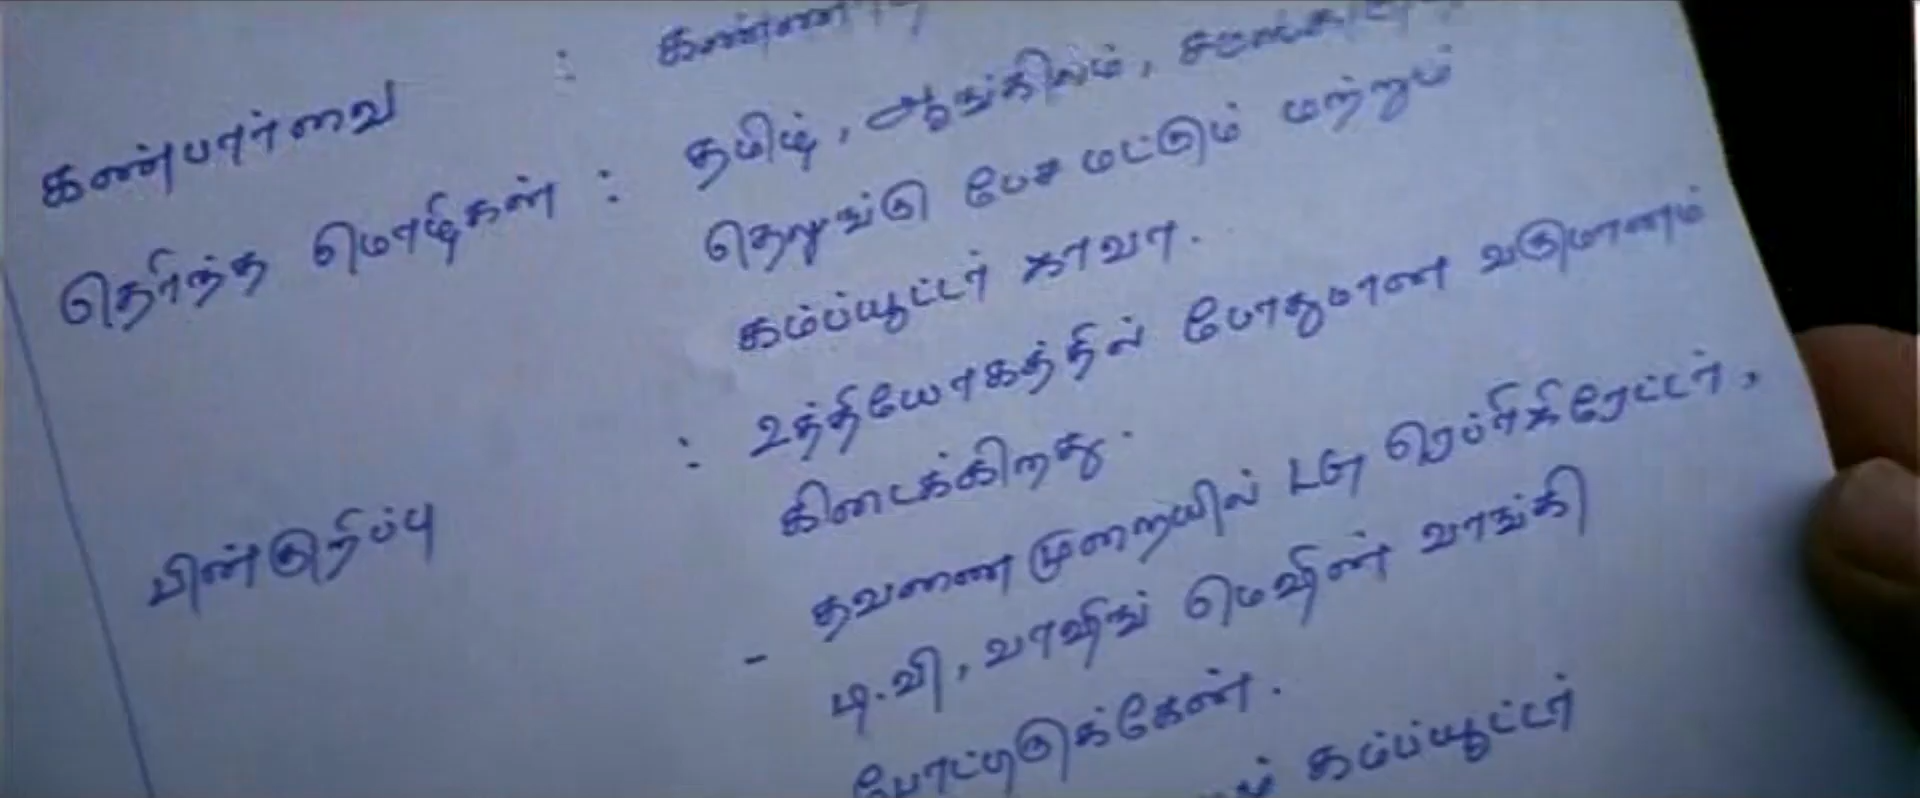 கண்பார்வை :
தெரிந்த மொழிகள் : தமிழ், ஆங்கிலம்,
தெலுங்கு பேச மட்டும் மற்றும்
கம்ப்யூட்டர் ஜாவா.
பின்குறிப்பு : உத்தியோகத்தில் போதுமான வருமானம்
கிடைக்கிறது.
- தவணை முறையில் LG ரெப்ரிஜிரேட்டர்,
டி.வி, வாஷிங் மெஷின் வாங்கி
போட்டிருக்கேன்.
கம்ப்யூட்டர்